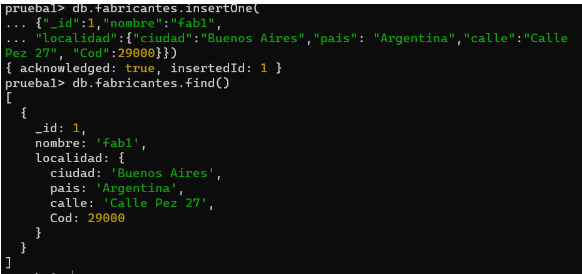 prueba1> db.fabricantes.insertOne(
... {"_id":1,"nombre":"fab1",
... "localidad":{"ciudad":"Buenos Aires","pais": "Argentina","calle":"Calle
Pez 27", "Cod":29000}})
{ acknowledged: true, insertedId: 1 }
prueba1> db.fabricantes.find()
[
  {
    _id: 1,
    nombre: 'fab1',
    localidad: {
      ciudad: 'Buenos Aires',
      pais: 'Argentina',
      calle: 'Calle Pez 27',
      Cod: 29000
    }
  }
]